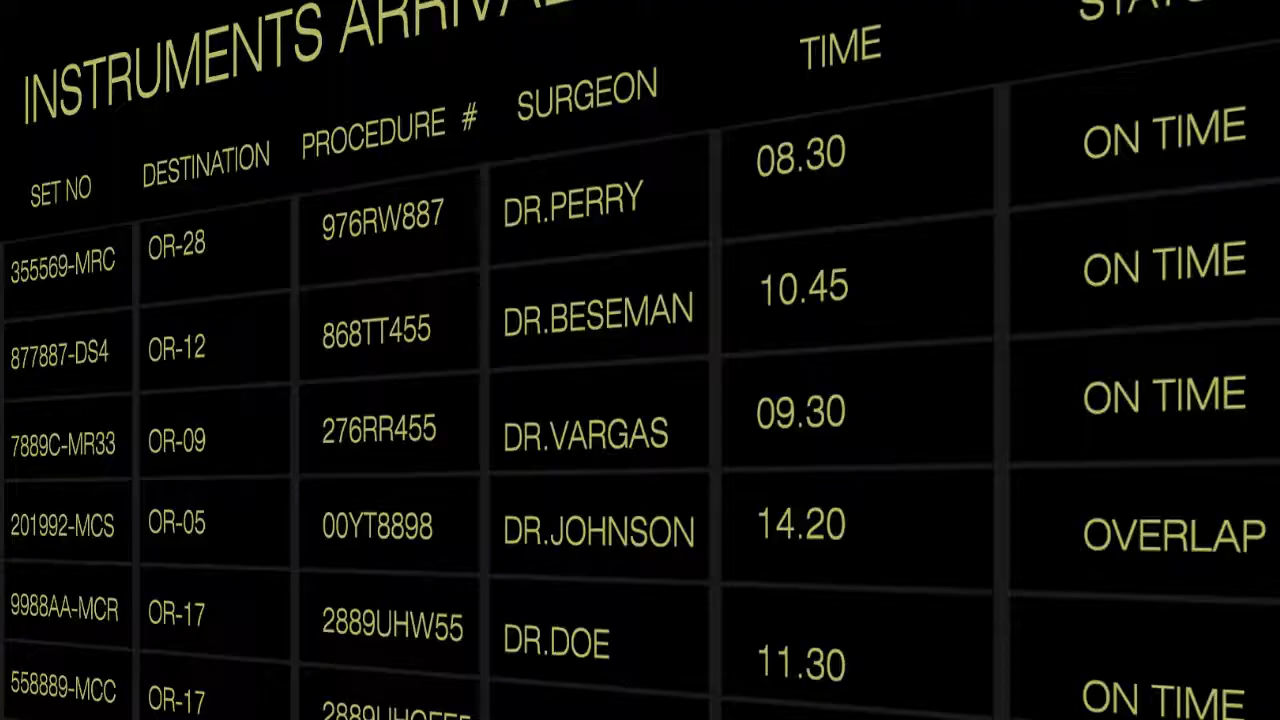 INSTRUMENTS
TIME
SURGEON
PROCEDURE #
DESTINATION
SET NO
355569-MRC OR-28 976RW887 DR.PERRY 08.30 ON TIME
877887-DS4 OR-12 868TT455 DR.BESEMAN 10.45 ON TIME
7889C-MR33 OR-09 276RR455 DR.VARGAS 09.30 ON TIME
201992-MCS OR-05 00YT8898 DR.JOHNSON 14.20 OVERLAP
9988AA-MCR OR-17 2889UHW55 DR.DOE 11.30 ON TIME
558889-MCC OR-17